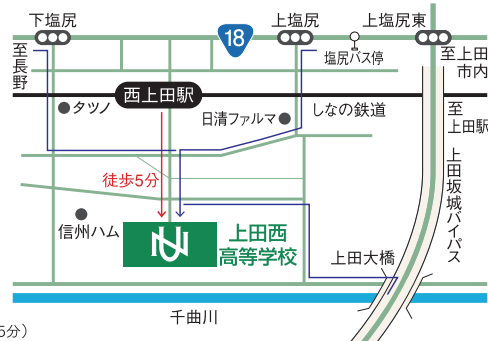 下塩尻
18
上塩尻
上塩尻東
至長野
塩尻バス停
至上田
市内
西上田駅
タツノ
日清ファルマ
しなの鉄道
至
上田駅
徒歩5分
上田坂城バイパス
信州ハム
上田西
高等学校
上田大橋
千曲川
5分）